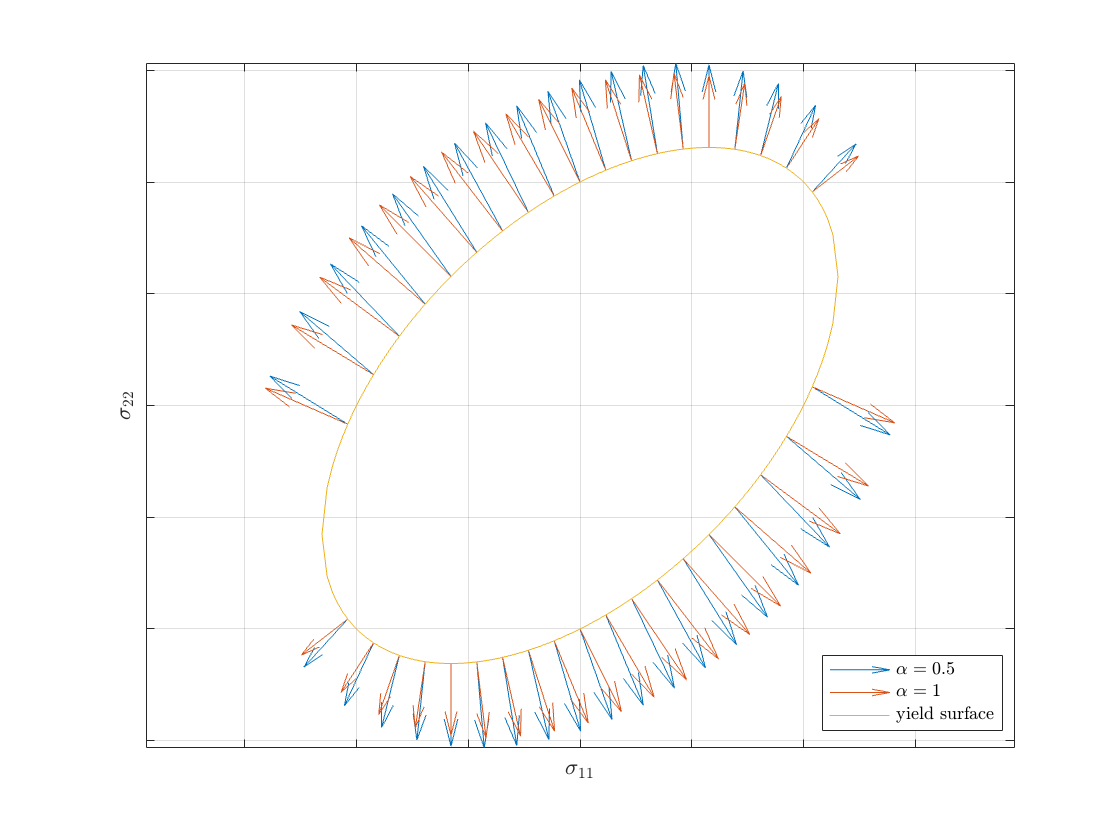 σ22
σ11
α = 0.5
α = 1
yield surface